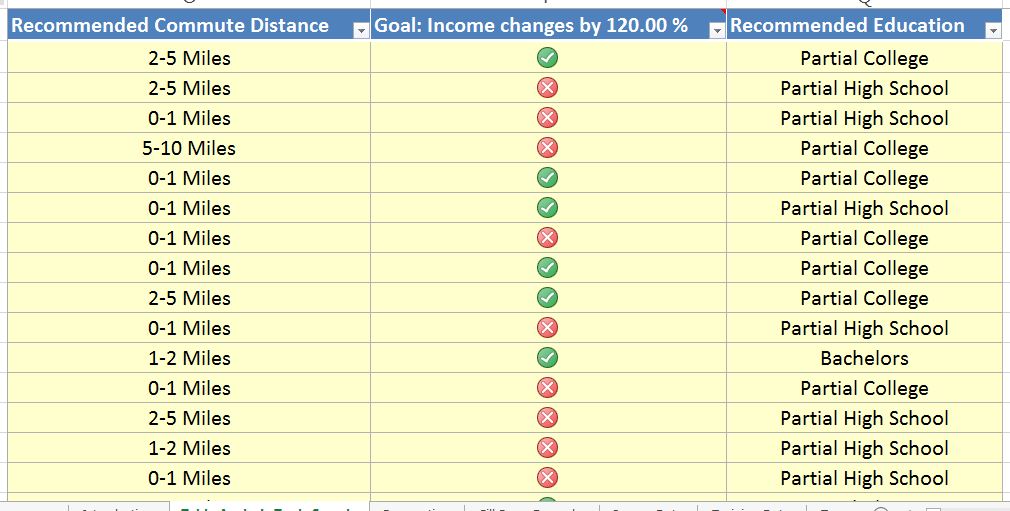 Recommended Commute Distance Goal: Income changes by 120.00 % Recommended Education
2-5 Miles Partial College
2-5 Miles Partial High School
0-1 Miles Partial High School
5-10 Miles Partial College
0-1 Miles Partial College
0-1 Miles Partial High School
0-1 Miles Partial College
0-1 Miles Partial College
2-5 Miles Partial College
0-1 Miles Partial High School
1-2 Miles Bachelors
0-1 Miles Partial College
2-5 Miles Partial High School
1-2 Miles Partial High School
0-1 Miles Partial High School